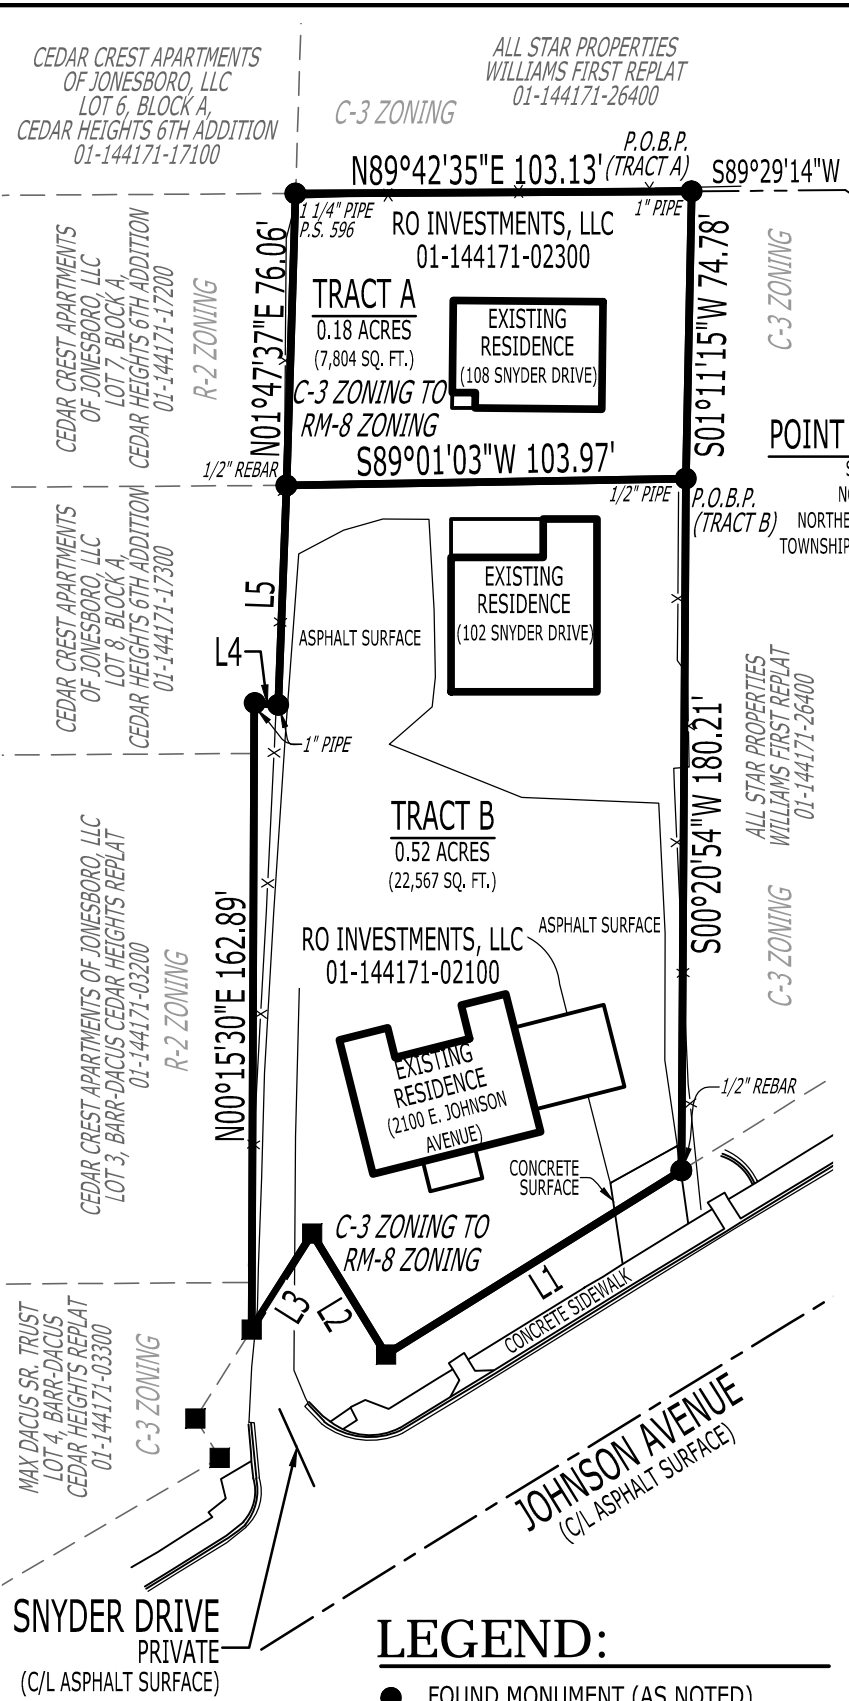 CEDAR CREST APARTMENTS
OF JONESBORO, LLC
LOT 6, BLOCK A,
CEDAR HEIGHTS 6TH ADDITION
01-144171-17100
ALL STAR PROPERTIES
WILLIAMS FIRST REPLAT
01-144171-26400
C-3 ZONING
P.O.B.P.
(TRACT A)
N89°42'35"E 103.13'
S89°29'14"W
1 1/4" PIPE
P.S. 596
1" PIPE
RO INVESTMENTS, LLC
01-144171-02300
N01°47'37"E 76.06'
S01°11'15"W 74.78'
C-3 ZONING
CEDAR CREST APARTMENTS
OF JONESBORO, LLC
LOT 7, BLOCK A,
CEDAR HEIGHTS 6TH ADDITION
01-144171-17200
R-2 ZONING
TRACT A
0.18 ACRES
(7,804 SQ. FT.)
EXISTING
RESIDENCE
(108 SNYDER DRIVE)
C-3 ZONING TO
RM-8 ZONING
POINT
S89°01'03"W 103.97'
1/2" REBAR
1/2" PIPE
P.O.B.P.
(TRACT B)
NORTHE
TOWNSHIP
CEDAR CREST APARTMENTS
OF JONESBORO, LLC
LOT 8, BLOCK A,
CEDAR HEIGHTS 6TH ADDITION
01-144171-17300
L5
L4
ASPHALT SURFACE
EXISTING
RESIDENCE
(102 SNYDER DRIVE)
1" PIPE
ALL STAR PROPERTIES
WILLIAMS FIRST REPLAT
01-144171-26400
S00°20'54"W 180.21'
TRACT B
0.52 ACRES
(22,567 SQ. FT.)
CEDAR CREST APARTMENTS OF JONESBORO, LLC
LOT 3, BARR-DACUS CEDAR HEIGHTS REPLAT
01-144171-03200
R-2 ZONING
N00°15'30"E 162.89'
RO INVESTMENTS, LLC
01-144171-02100
ASPHALT SURFACE
C-3 ZONING
EXISTING
RESIDENCE
(2100 E. JOHNSON
AVENUE)
1/2" REBAR
CONCRETE
SURFACE
C-3 ZONING TO
RM-8 ZONING
L1
L2
L3
CONCRETE SIDEWALK
MAX DACUS SR. TRUST
LOT 4, BARR-DACUS
CEDAR HEIGHTS REPLAT
01-144171-03300
C-3 ZONING
JOHNSON AVENUE
(C/L ASPHALT SURFACE)
SNYDER DRIVE
PRIVATE
(C/L ASPHALT SURFACE)
LEGEND:
FOUND MONUMENT (AS NOTED)